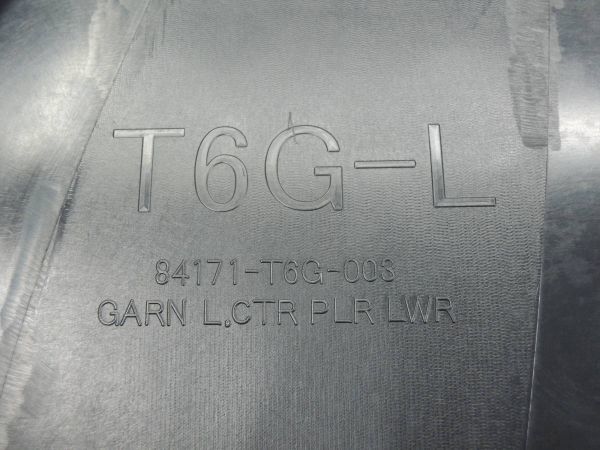 T6G-L
84171-T6G-003
GARN L,CTR PLR LWR